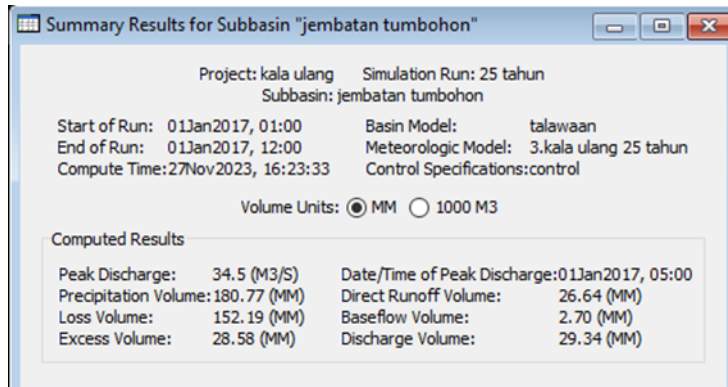 Summary Results for Subbasin "jembatan tumbohon"
Project: kala ulang Simulation Run: 25 tahun
Subbasin: jembatan tumbohon
Start of Run: 01Jan2017, 01:00 Basin Model: talawaan
End of Run: 01Jan2017, 12:00 Meteorologic Model: 3.kala ulang 25 tahun
Compute Time:27Nov2023, 16:23:33 Control Specifications:control
Volume Units: MM 1000 M3
Computed Results
Peak Discharge: 34.5 (M3/S) Date/Time of Peak Discharge:01Jan2017, 05:00
Precipitation Volume:180.77 (MM) Direct Runoff Volume: 26.64 (MM)
Loss Volume: 152.19 (MM) Baseflow Volume: 2.70 (MM)
Excess Volume: 28.58 (MM) Discharge Volume: 29.34 (MM)